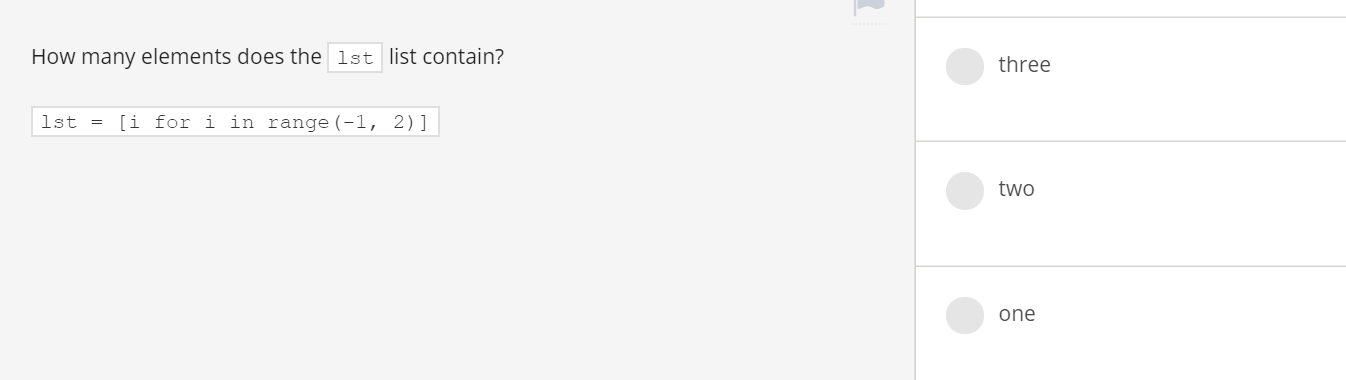 How many elements does the lst list contain?
lst = [i for i in range(-1, 2)]
three
two
one